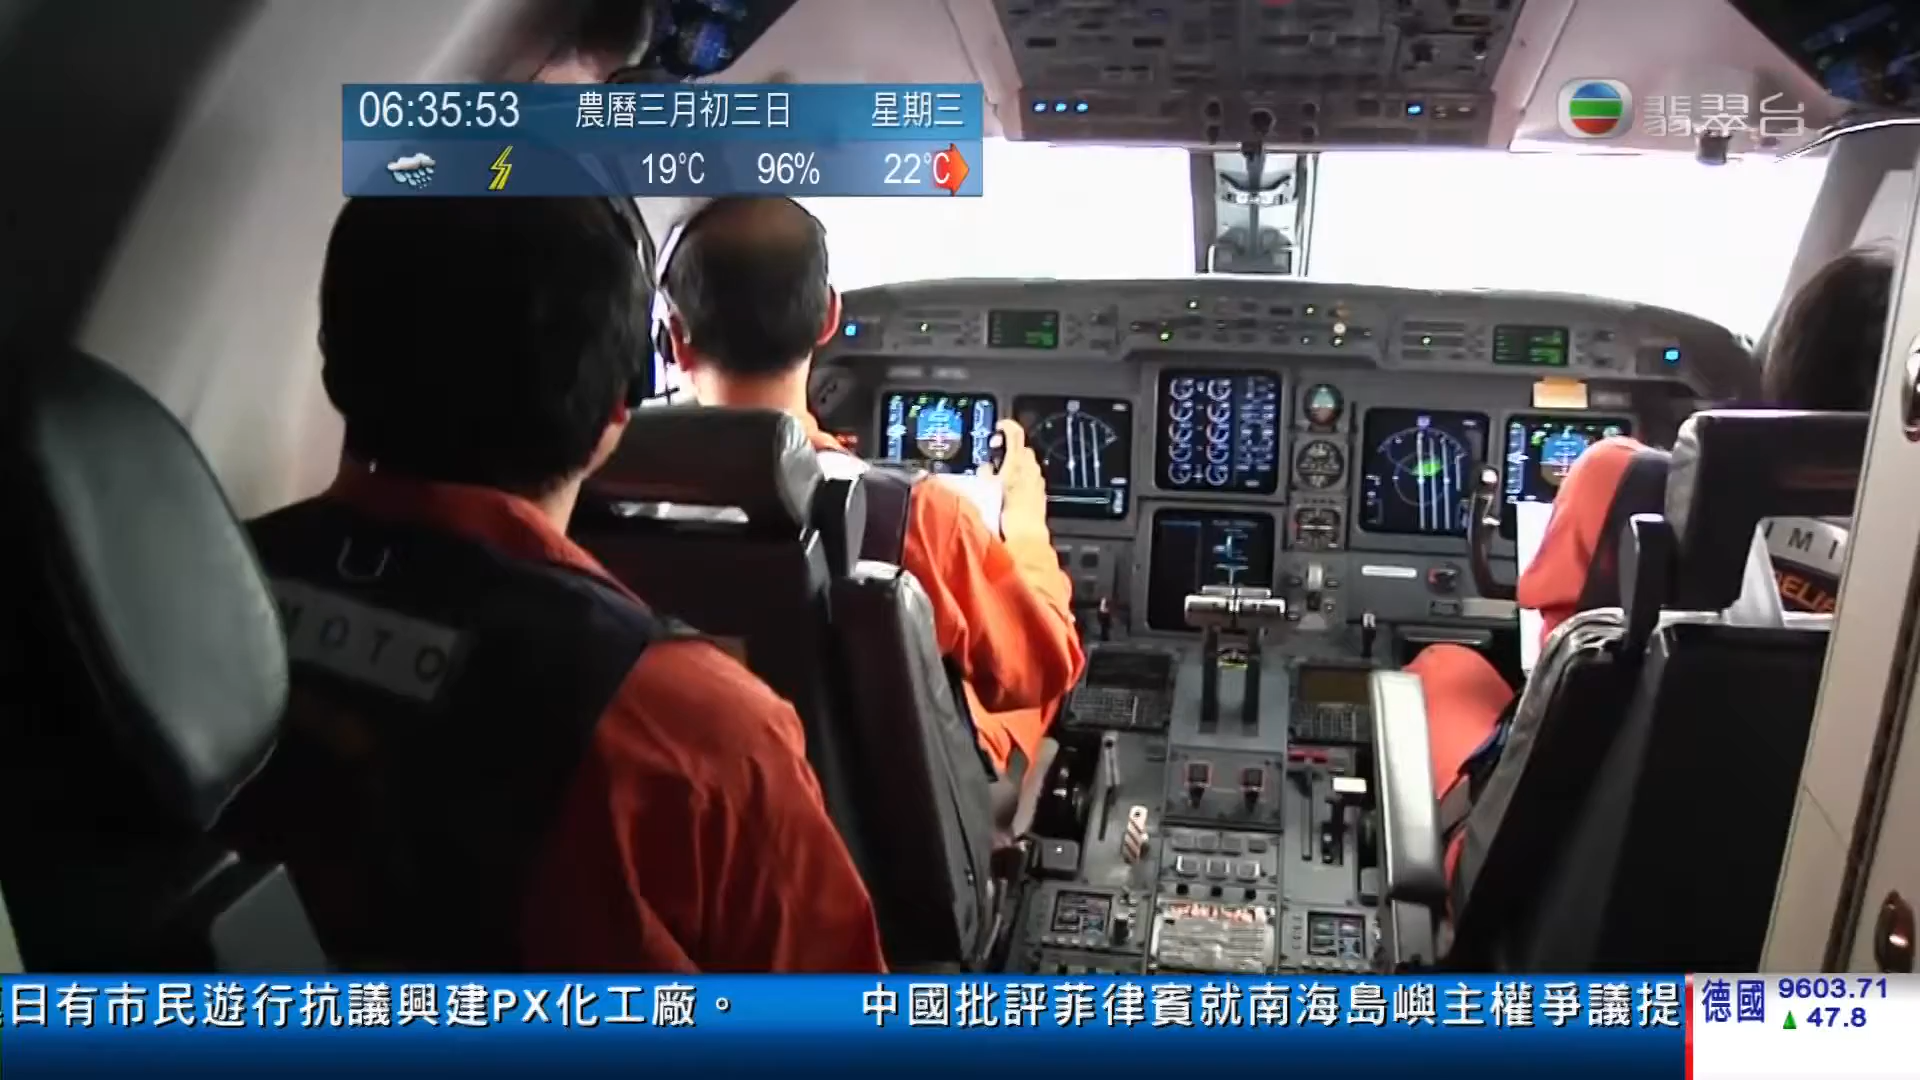 06:35:53 農曆三月初三日 星期三
翡翠台
19℃ 96% 22℃
MOTO
IMI
日有市民遊行抗議興建PX化工廠。 中國批評菲律賓就南海島嶼主權爭議提
德國 9603.71
▲ 47.8